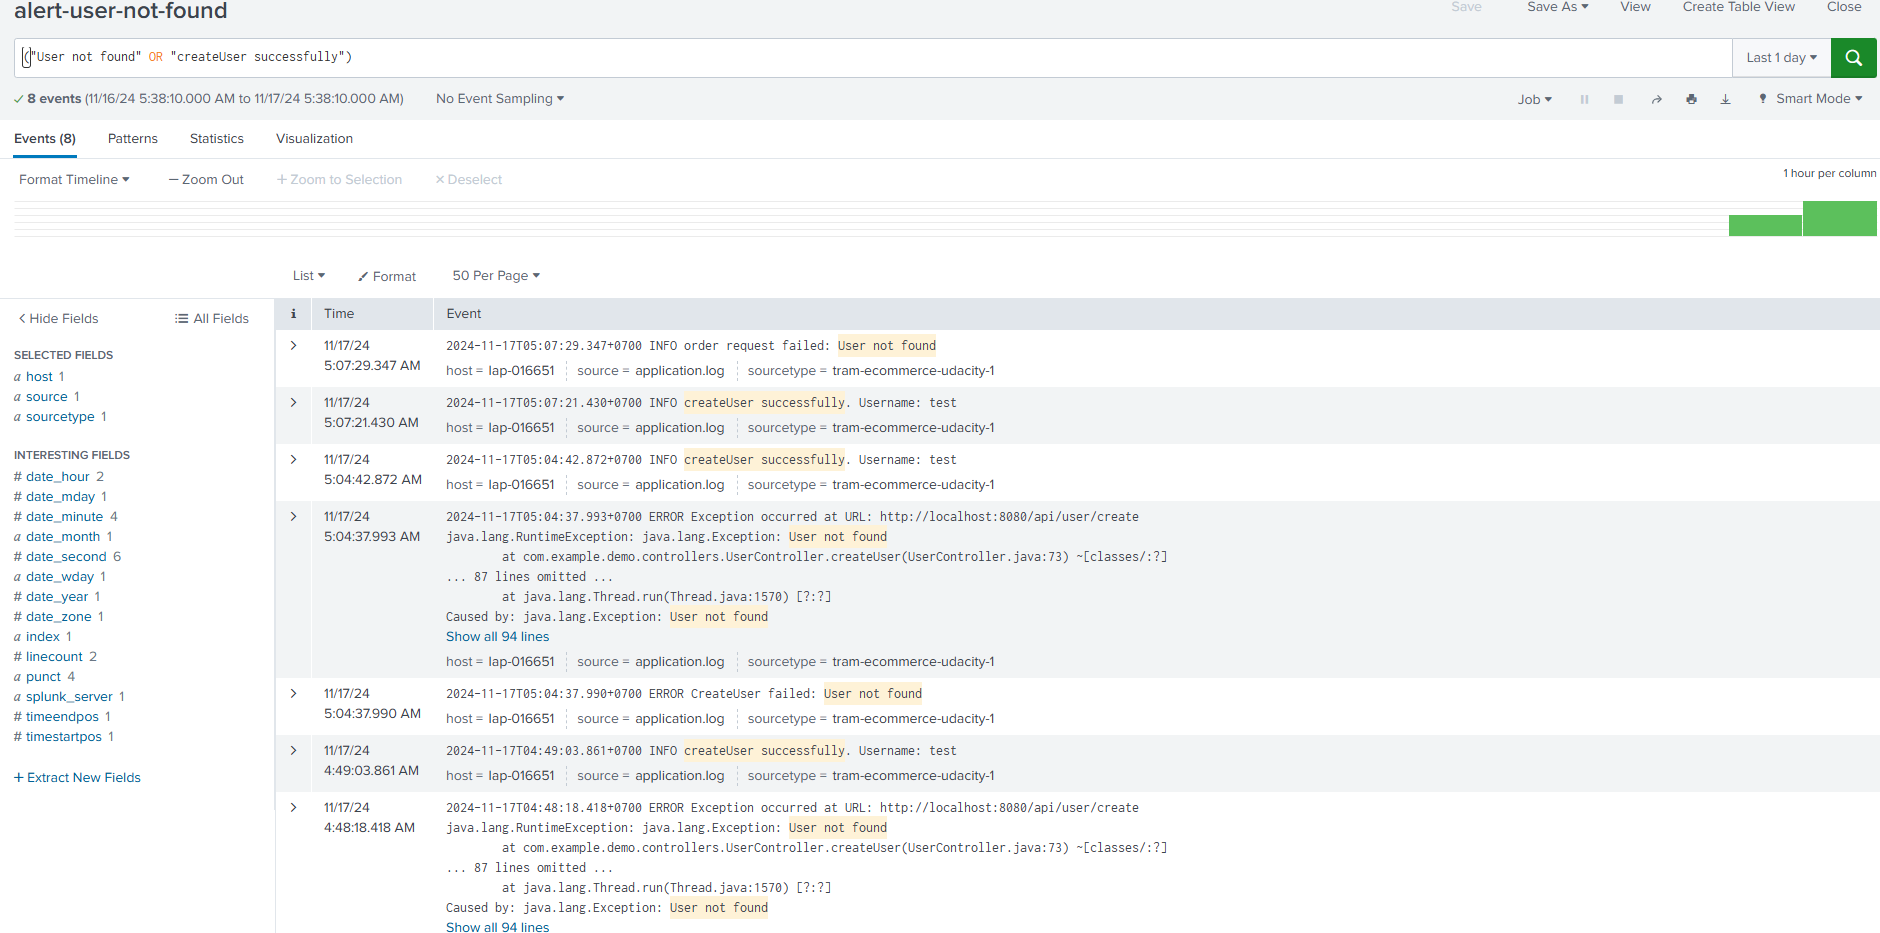 alert-user-not-found
Save Save As View Create Table View Close
("User not found" OR "createUser successfully")
Last 1 day
8 events (11/16/24 5:38:10.000 AM to 11/17/24 5:38:10.000 AM) No Event Sampling
Job Smart Mode
Events (8) Patterns Statistics Visualization
Format Timeline — Zoom Out + Zoom to Selection × Deselect
1 hour per column
List Format 50 Per Page
< Hide Fields All Fields
SELECTED FIELDS
a host 1
a source 1
a sourcetype 1
INTERESTING FIELDS
# date_hour 2
# date_mday 1
# date_minute 4
a date_month 1
# date_second 6
a date_wday 1
# date_year 1
# date_zone 1
a index 1
# linecount 2
a punct 4
a splunk_server 1
# timeendpos 1
# timestartpos 1
+ Extract New Fields
i Time Event
11/17/24
5:07:29.347 AM
2024-11-17T05:07:29.347+0700 INFO order request failed: User not found
host = lap-016651 source = application.log sourcetype = tram-ecommerce-udacity-1
11/17/24
5:07:21.430 AM
2024-11-17T05:07:21.430+0700 INFO createUser successfully. Username: test
host = lap-016651 source = application.log sourcetype = tram-ecommerce-udacity-1
11/17/24
5:04:42.872 AM
2024-11-17T05:04:42.872+0700 INFO createUser successfully. Username: test
host = lap-016651 source = application.log sourcetype = tram-ecommerce-udacity-1
11/17/24
5:04:37.993 AM
2024-11-17T05:04:37.993+0700 ERROR Exception occurred at URL: http://localhost:8080/api/user/create
java.lang.RuntimeException: java.lang.Exception: User not found
at com.example.demo.controllers.UserController.createUser(UserController.java:73) ~[classes/:?]
... 87 lines omitted ...
at java.lang.Thread.run(Thread.java:1570) [?:?]
Caused by: java.lang.Exception: User not found
Show all 94 lines
host = lap-016651 source = application.log sourcetype = tram-ecommerce-udacity-1
11/17/24
5:04:37.990 AM
2024-11-17T05:04:37.990+0700 ERROR CreateUser failed: User not found
host = lap-016651 source = application.log sourcetype = tram-ecommerce-udacity-1
11/17/24
4:49:03.861 AM
2024-11-17T04:49:03.861+0700 INFO createUser successfully. Username: test
host = lap-016651 source = application.log sourcetype = tram-ecommerce-udacity-1
11/17/24
4:48:18.418 AM
2024-11-17T04:48:18.418+0700 ERROR Exception occurred at URL: http://localhost:8080/api/user/create
java.lang.RuntimeException: java.lang.Exception: User not found
at com.example.demo.controllers.UserController.createUser(UserController.java:73) ~[classes/:?]
... 87 lines omitted ...
at java.lang.Thread.run(Thread.java:1570) [?:?]
Caused by: java.lang.Exception: User not found
Show all 94 lines